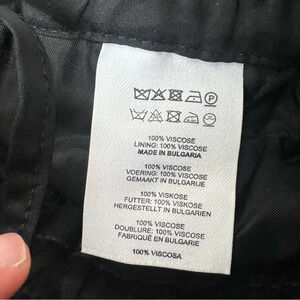 100% VISCOSE
LINING: 100% VISCOSE
MADE IN BULGARIA
100% VISCOSE
VOERING: 100% VISCOSE
GEMAAKT IN BULGARIJE
100% VISKOSE
FUTTER: 100% VISKOSE
HERGESTELLT IN BULGARIEN
100% VISCOSE
DOUBLURE: 100% VISCOSE
FABRIQUÉ EN BULGARIE
100% VISCOSA